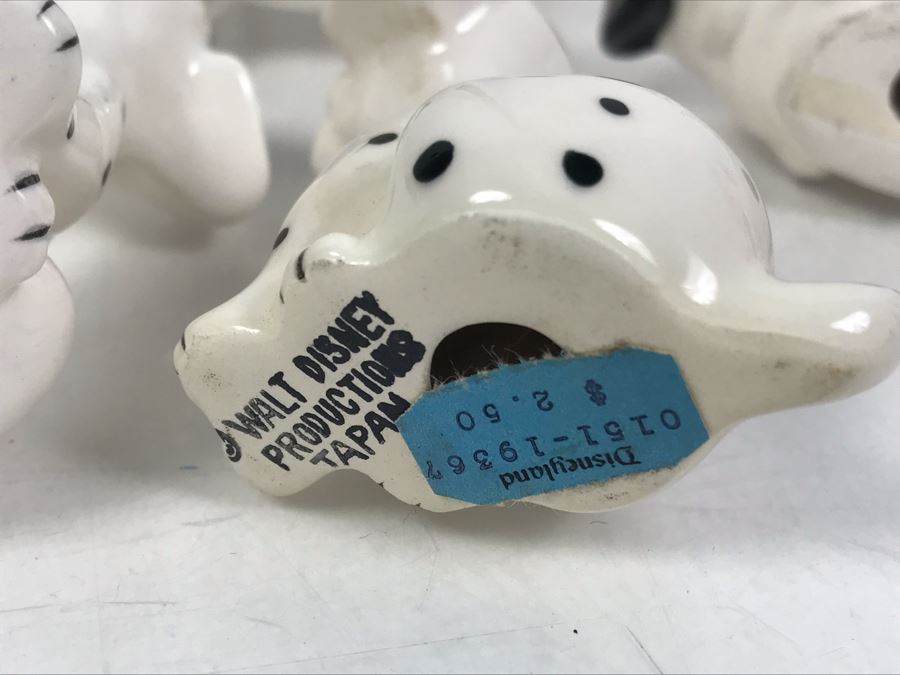 © WALT DISNEY
PRODUCTIONS
JAPAN
Disneyland
0151-19367
$ 2.50